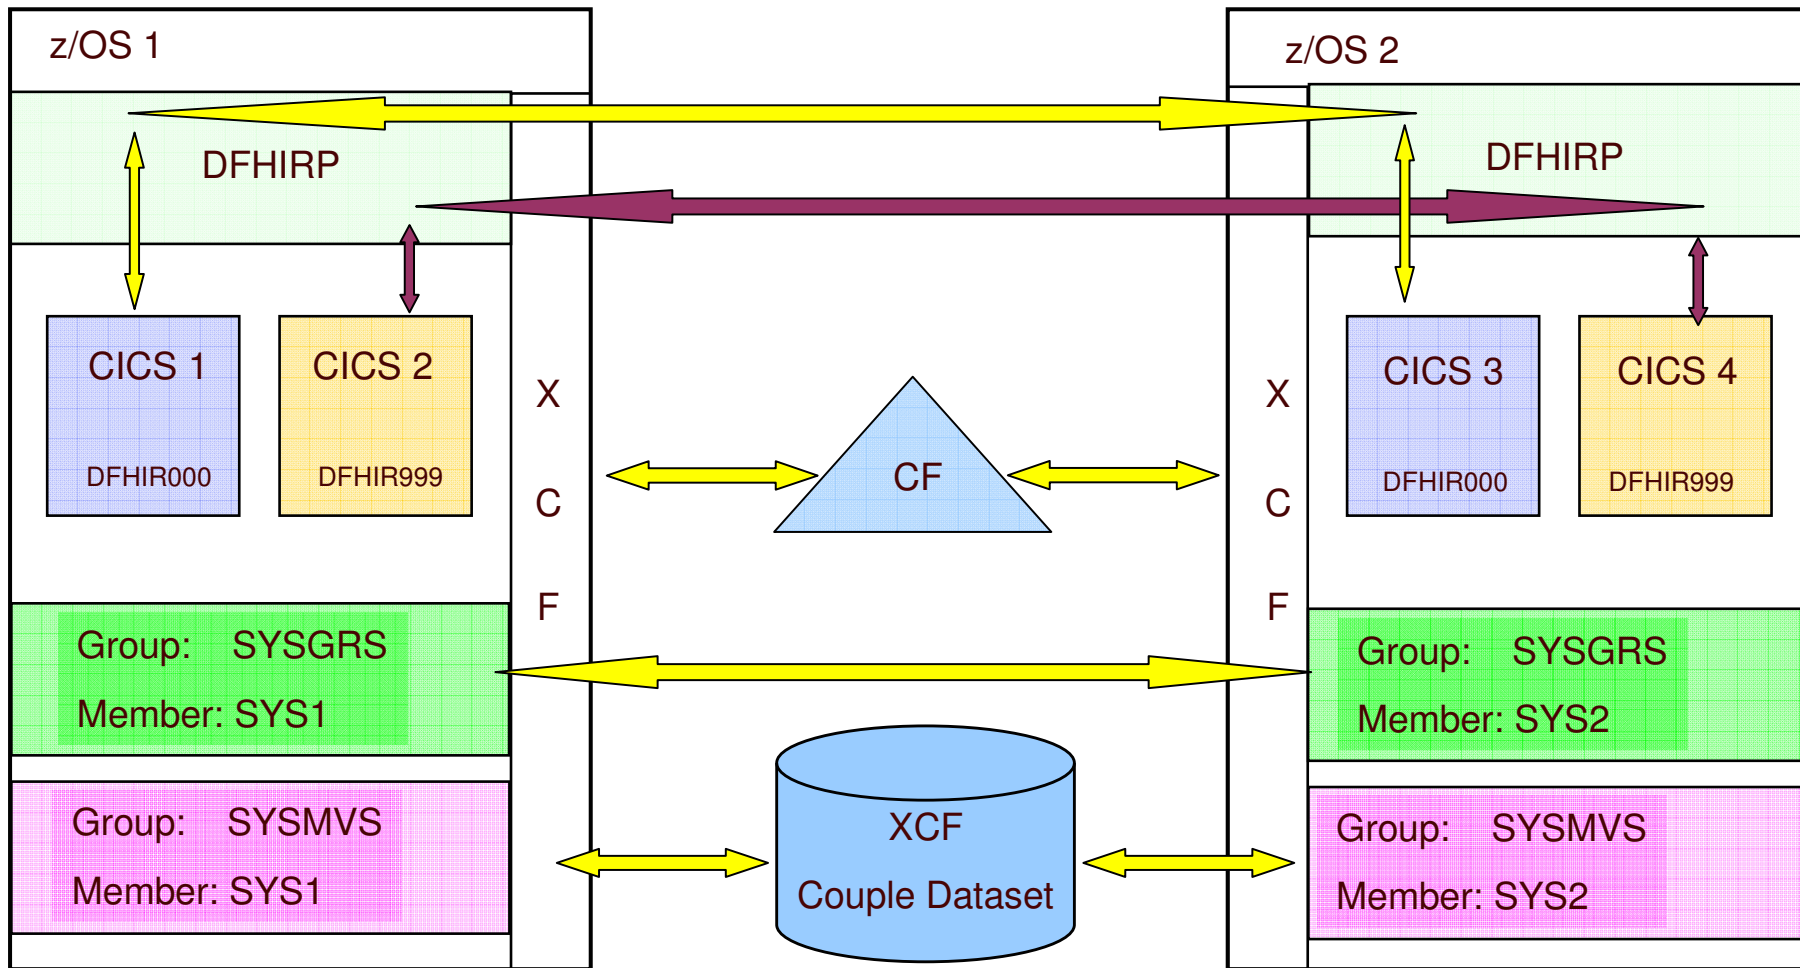 z/OS 1
DFHIRP
CICS 1
DFHIR000
CICS 2
DFHIR999
X
C
F
Group: SYSGRS
Member: SYS1
Group: SYSMVS
Member: SYS1
CF
XCF
Couple Dataset
z/OS 2
DFHIRP
X
C
F
CICS 3
DFHIR000
CICS 4
DFHIR999
Group: SYSGRS
Member: SYS2
Group: SYSMVS
Member: SYS2